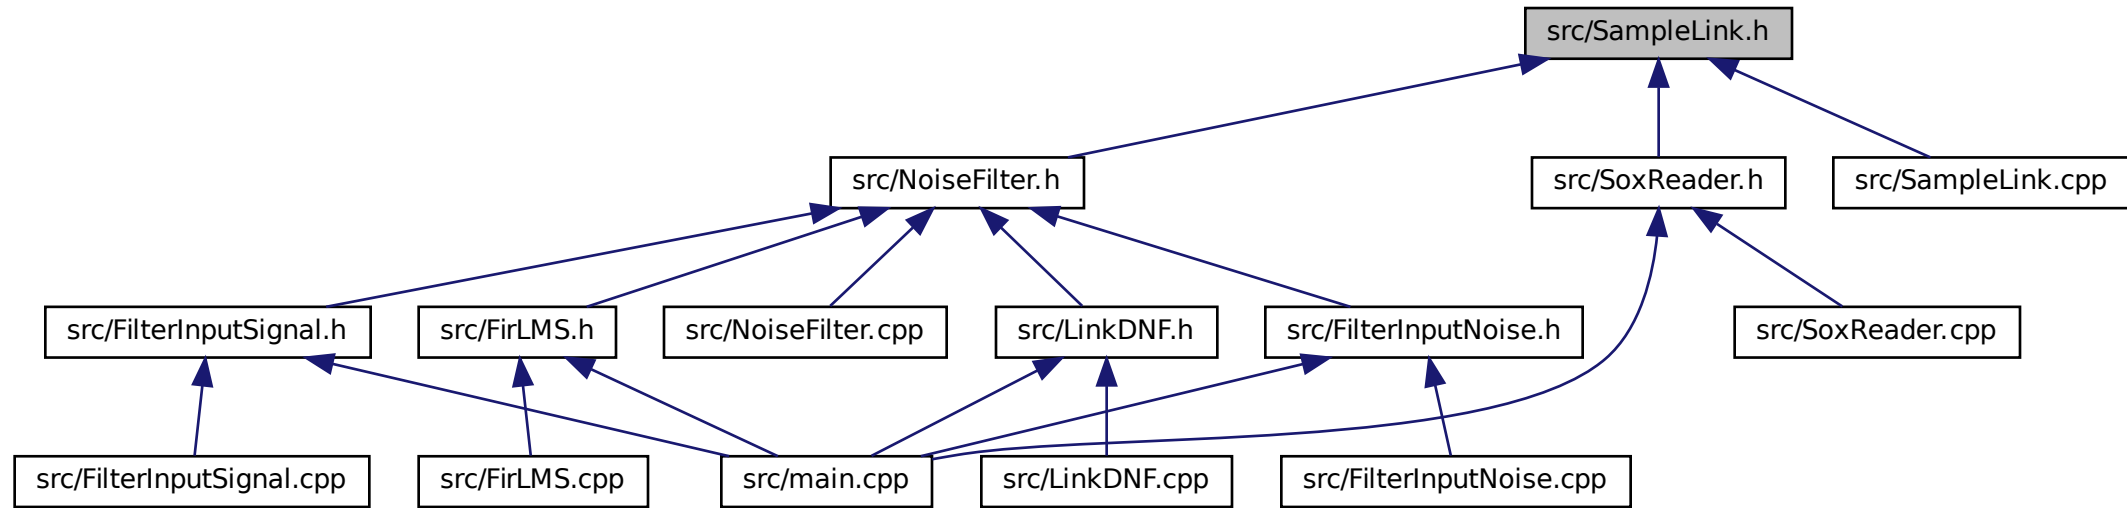 src/SampleLink.h
src/NoiseFilter.h
src/SoxReader.h
src/SampleLink.cpp
src/FilterInputSignal.h
src/FirLMS.h
src/NoiseFilter.cpp
src/LinkDNF.h
src/FilterInputNoise.h
src/SoxReader.cpp
src/FilterInputSignal.cpp
src/FirLMS.cpp
src/main.cpp
src/LinkDNF.cpp
src/FilterInputNoise.cpp